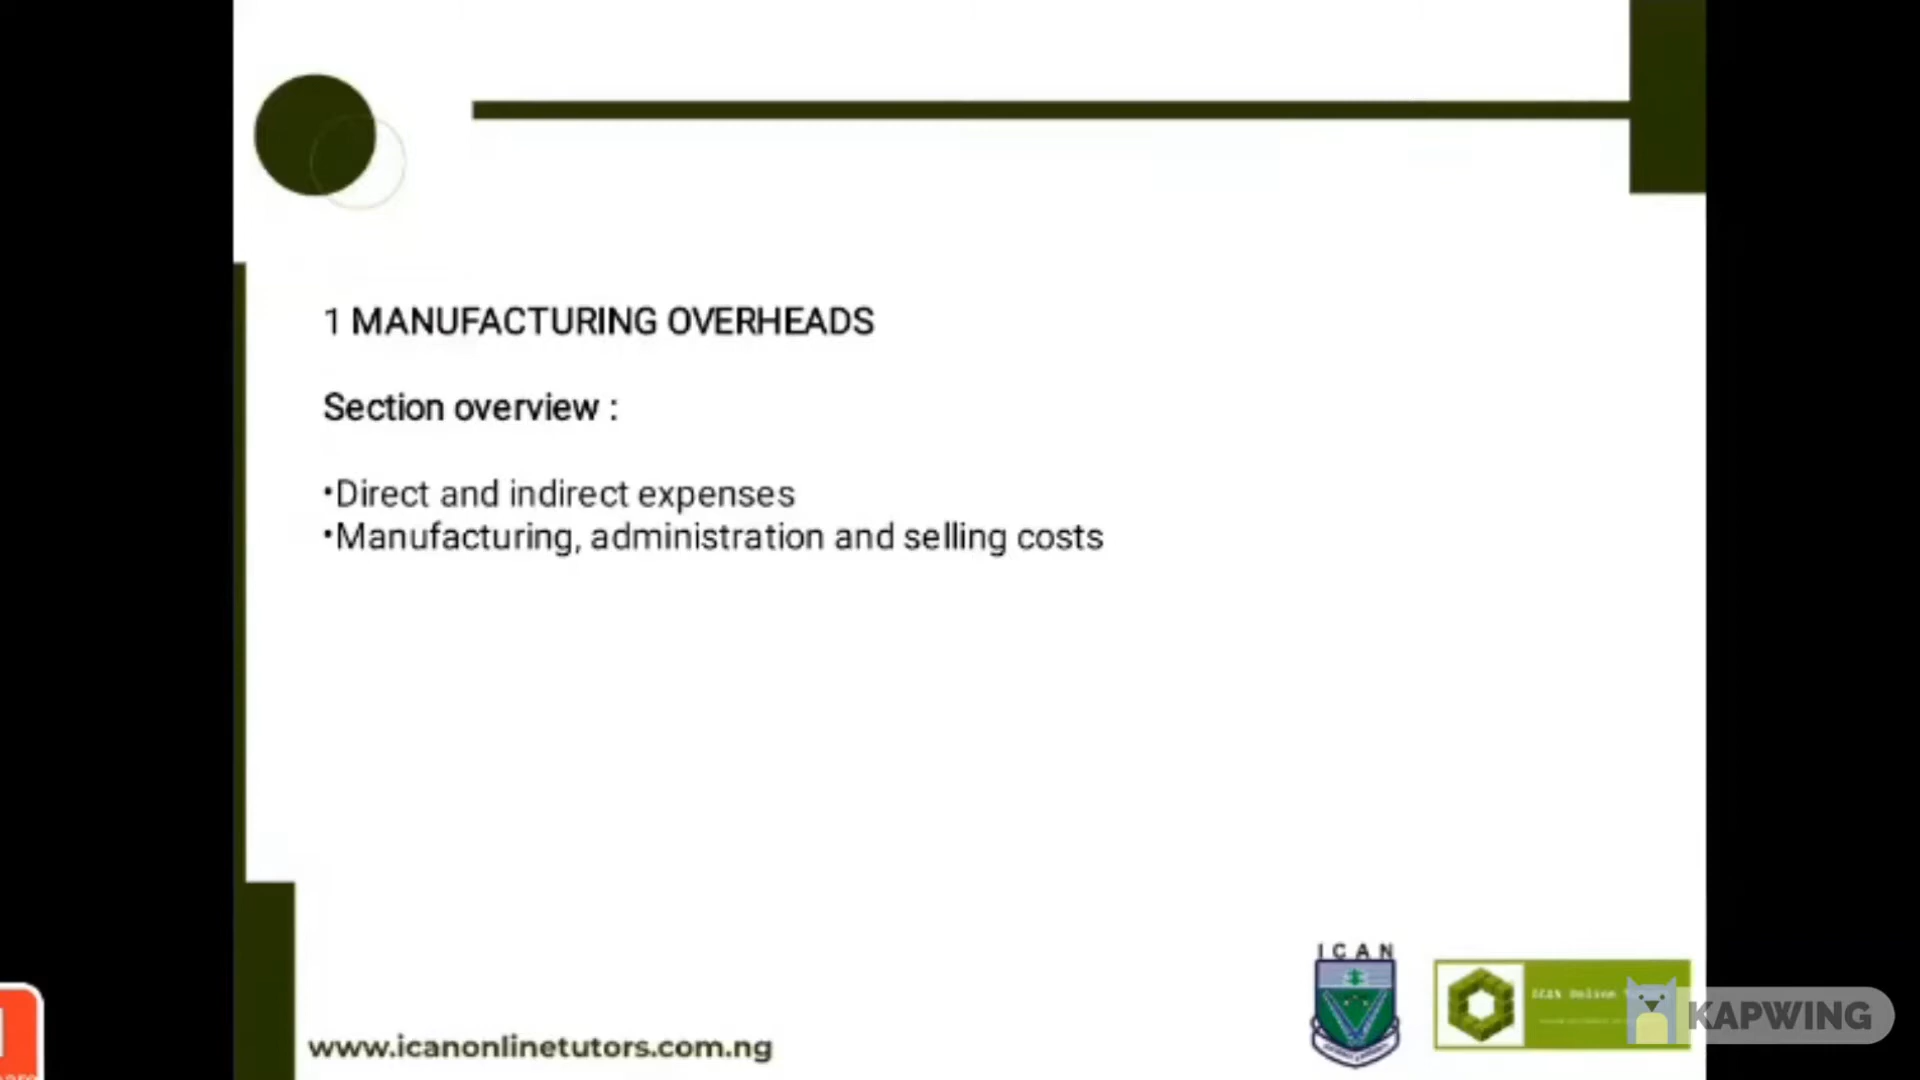 1 MANUFACTURING OVERHEADS
Section overview :
•Direct and indirect expenses
•Manufacturing, administration and selling costs
I C A N
ICAN Online
KAPWING
www.icanonlinetutors.com.ng